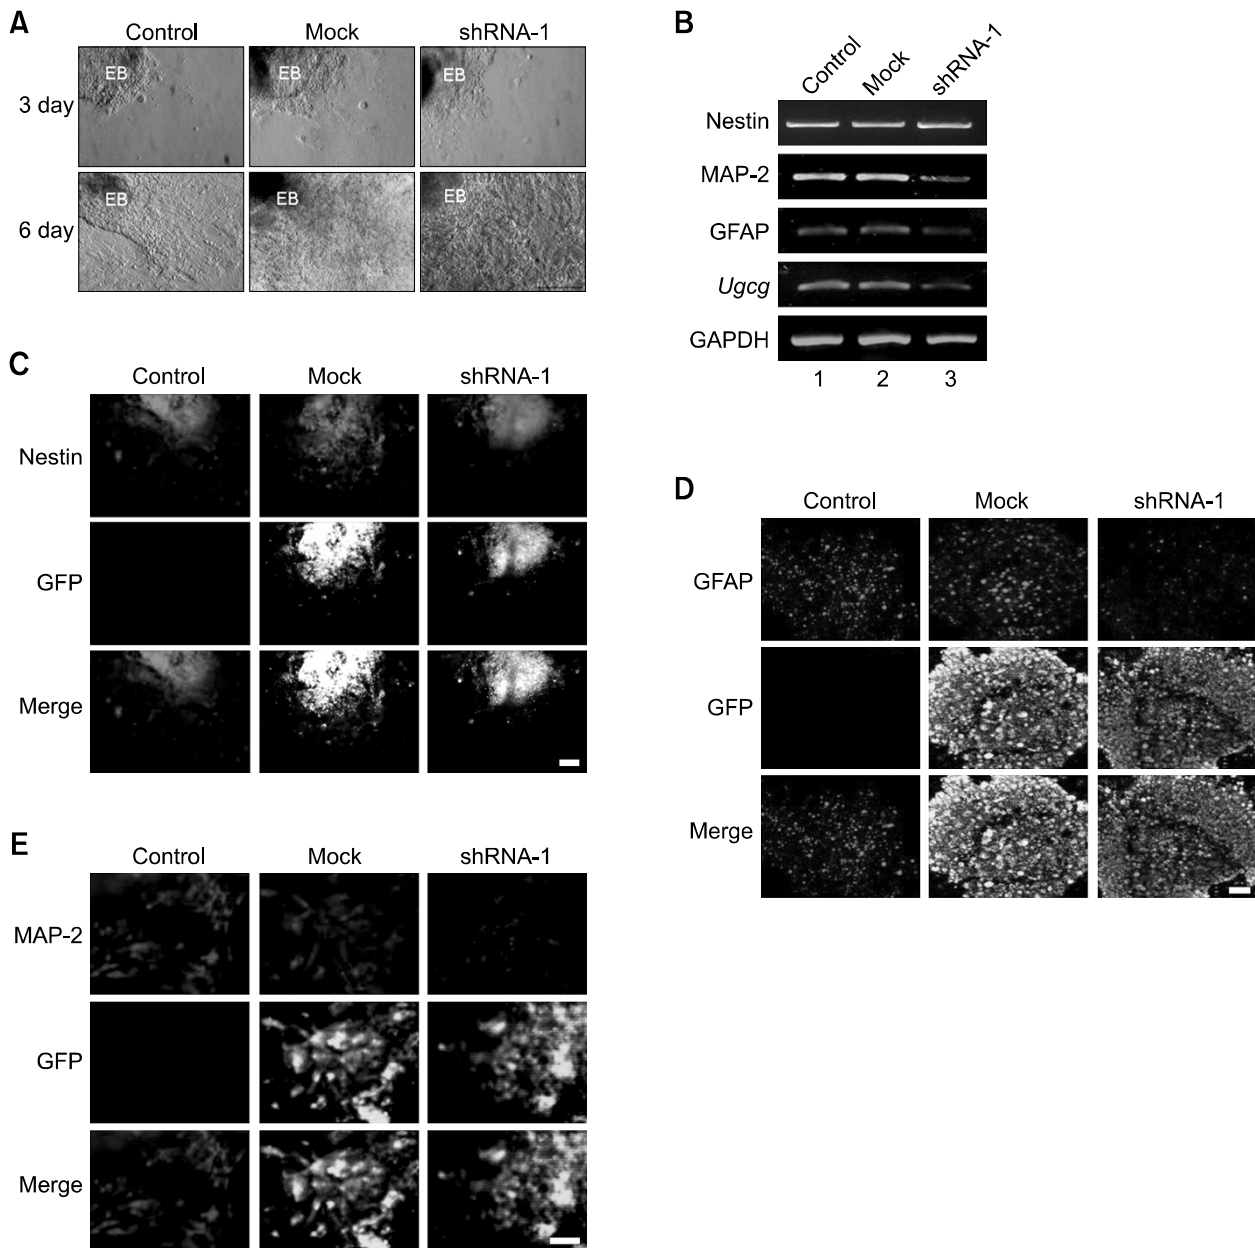 A
Control Mock shRNA-1
3 day EB EB EB
6 day EB EB EB
B
Control Mock shRNA-1
Nestin
MAP-2
GFAP
Ugcg
GAPDH
1 2 3
C
Control Mock shRNA-1
Nestin
GFP
Merge
D
Control Mock shRNA-1
GFAP
GFP
Merge
E
Control Mock shRNA-1
MAP-2
GFP
Merge